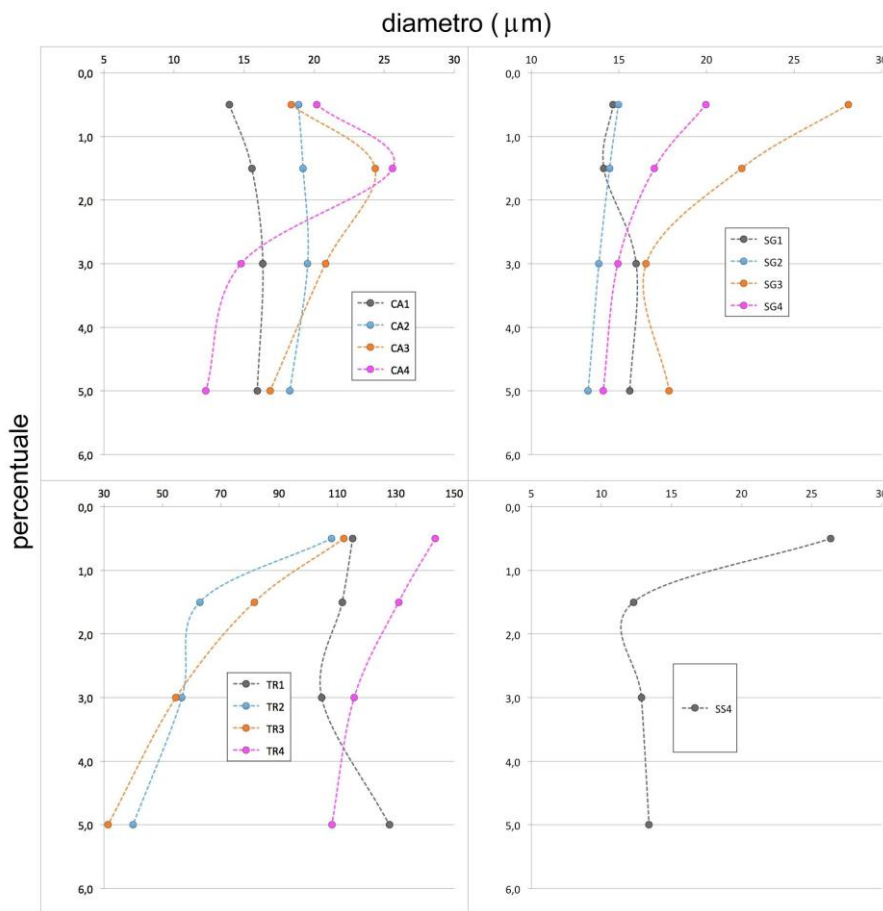 diametro ( μm)
5 10 15 20 25 30
10 15 20 25 30
0,0 0,0
1,0 1,0
2,0 2,0
3,0 3,0
4,0 4,0
5,0 5,0
6,0 6,0
CA1
CA2
CA3
CA4
SG1
SG2
SG3
SG4
percentuale
30 50 70 90 110 130 150
5 10 15 20 25 30
0,0 0,0
1,0 1,0
2,0 2,0
3,0 3,0
4,0 4,0
5,0 5,0
6,0 6,0
TR1
TR2
TR3
TR4
SS4